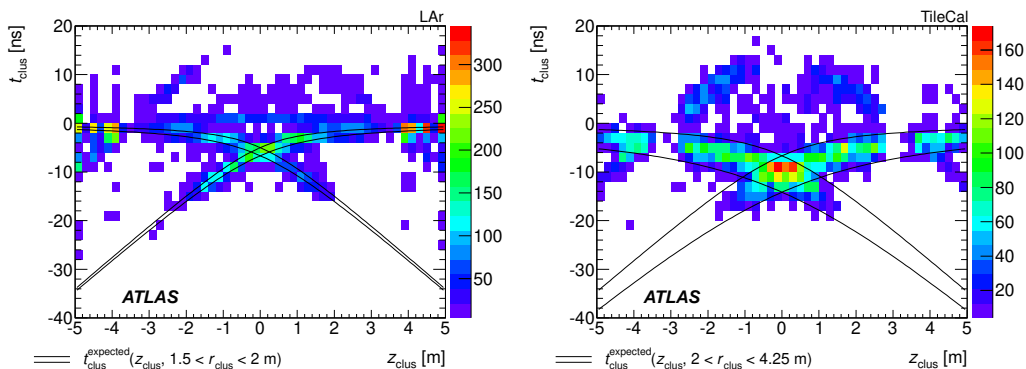 LAr
t_clus [ns]
20
10
0
-10
-20
-30
-40
300
250
200
150
100
50
ATLAS
-5 -4 -3 -2 -1 0 1 2 3 4 5
z_clus [m]
t_clus^expected(z_clus, 1.5 < r_clus < 2 m)
TileCal
t_clus [ns]
20
10
0
-10
-20
-30
-40
160
140
120
100
80
60
40
20
ATLAS
-5 -4 -3 -2 -1 0 1 2 3 4 5
z_clus [m]
t_clus^expected(z_clus, 2 < r_clus < 4.25 m)